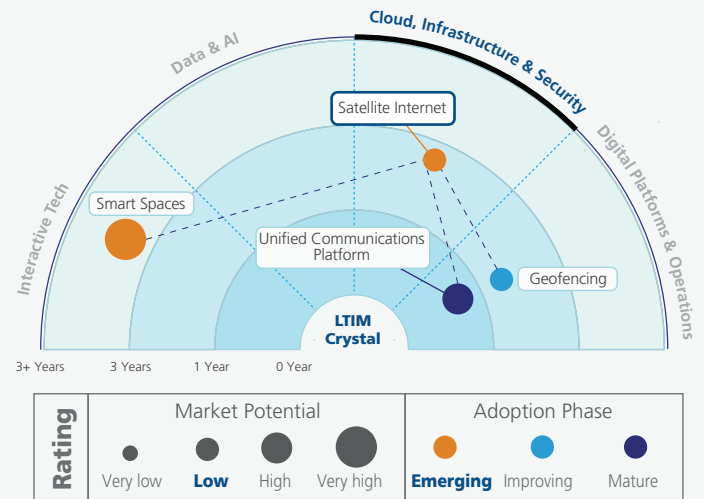 Cloud, Infrastructure & Security
Data & AI
Satellite Internet
Digital Platforms & Operations
Interactive Tech
Smart Spaces
Unified Communications
Platform
Geofencing
LTIM
Crystal
3+ Years
3 Years
1 Year
0 Year
Rating
Market Potential
Adoption Phase
Very low
Low
High
Very high
Emerging
Improving
Mature